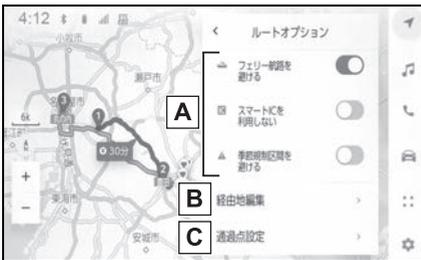 4:12
小牧市
ルートオプション
瀬戸市
フェリー航路を
避ける
3
1
6k
A
スマートICを
利用しない
30分
2
季節規制区間を
避ける
B
経由地編集
東海市
C
通過点設定
安城市